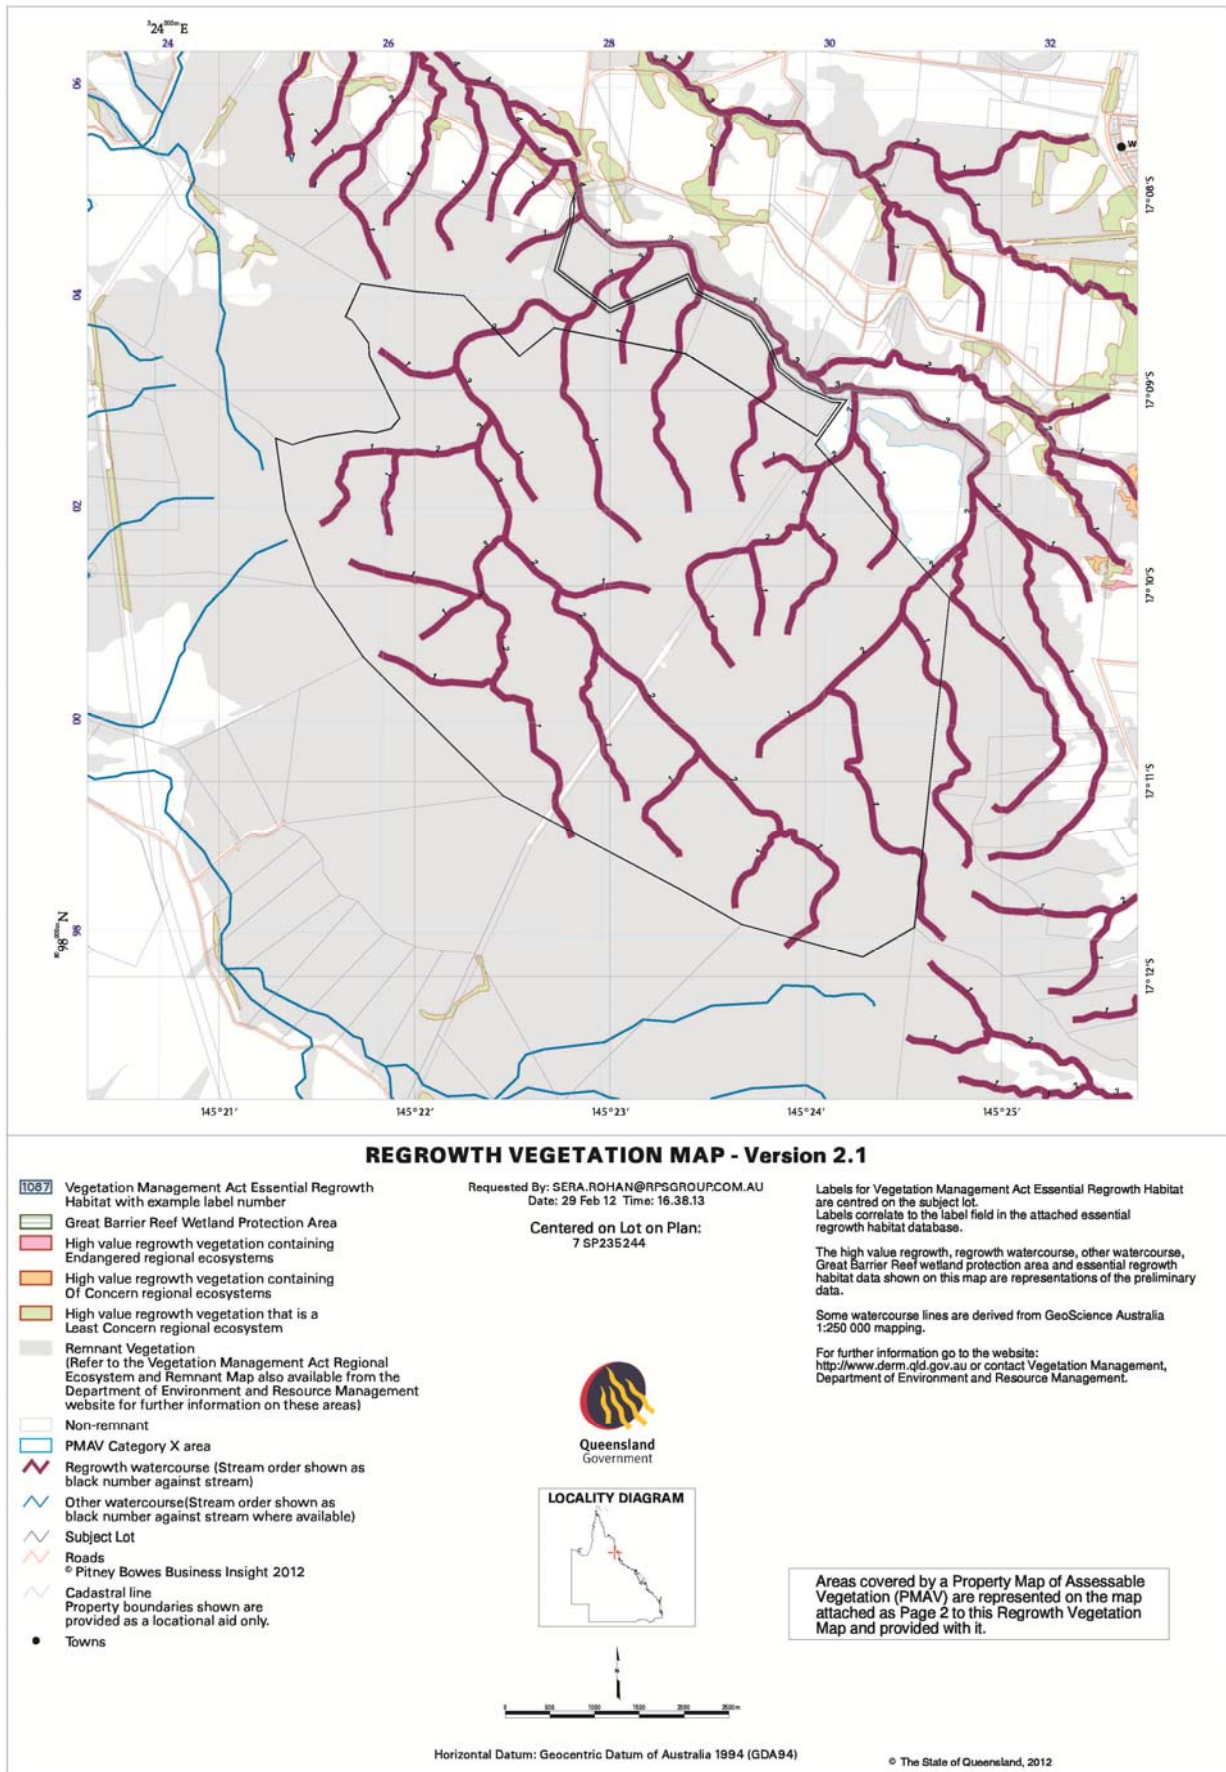 ³24⁰⁰⁰ᵐE
24 26 28 30 32
06
04
02
00
⁸⁰98⁰⁰⁰ᵐN
98
17°08'S
17°09'S
17°10'S
17°11'S
17°12'S
W
145°21' 145°22' 145°23' 145°24' 145°25'
REGROWTH VEGETATION MAP - Version 2.1
1087 Vegetation Management Act Essential Regrowth
Habitat with example label number
Great Barrier Reef Wetland Protection Area
High value regrowth vegetation containing
Endangered regional ecosystems
High value regrowth vegetation containing
Of Concern regional ecosystems
High value regrowth vegetation that is a
Least Concern regional ecosystem
Remnant Vegetation
(Refer to the Vegetation Management Act Regional
Ecosystem and Remnant Map also available from the
Department of Environment and Resource Management
website for further information on these areas)
Non-remnant
PMAV Category X area
Regrowth watercourse (Stream order shown as
black number against stream)
Other watercourse(Stream order shown as
black number against stream where available)
Subject Lot
Roads
© Pitney Bowes Business Insight 2012
Cadastral line
Property boundaries shown are
provided as a locational aid only.
Towns
Requested By: SERA.ROHAN@RPSGROUP.COM.AU
Date: 29 Feb 12 Time: 16.38.13
Centered on Lot on Plan:
7 SP235244
Queensland
Government
LOCALITY DIAGRAM
N
0 500 1000 1500 2000 2500m
Horizontal Datum: Geocentric Datum of Australia 1994 (GDA94)
Labels for Vegetation Management Act Essential Regrowth Habitat
are centred on the subject lot.
Labels correlate to the label field in the attached essential
regrowth habitat database.
The high value regrowth, regrowth watercourse, other watercourse,
Great Barrier Reef wetland protection area and essential regrowth
habitat data shown on this map are representations of the preliminary
data.
Some watercourse lines are derived from GeoScience Australia
1:250 000 mapping.
For further information go to the website:
http://www.derm.qld.gov.au or contact Vegetation Management,
Department of Environment and Resource Management.
Areas covered by a Property Map of Assessable
Vegetation (PMAV) are represented on the map
attached as Page 2 to this Regrowth Vegetation
Map and provided with it.
© The State of Queensland, 2012